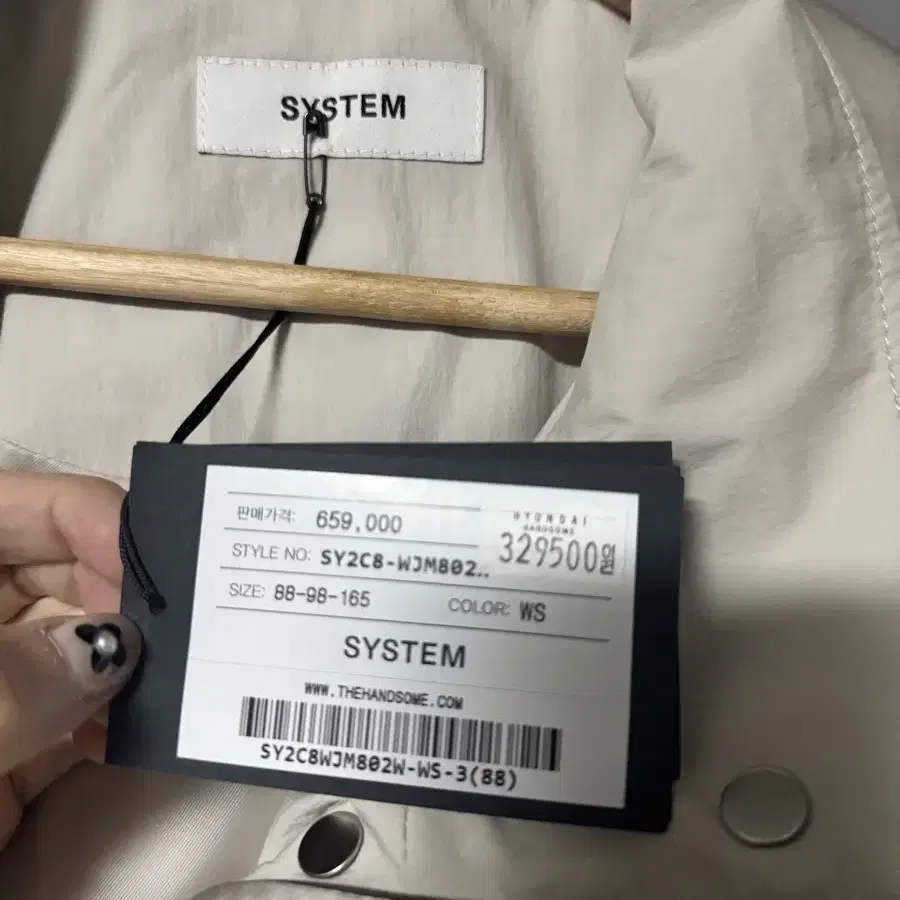 SYSTEM
판매가격: 659,000
HYUNDAI
HANDSOME
329500원
STYLE NO: SY2C8-WJM802..
SIZE: 88-98-165
COLOR: WS
SYSTEM
WWW.THEHANDSOME.COM
SY2C8WJM802W-WS-3(88)